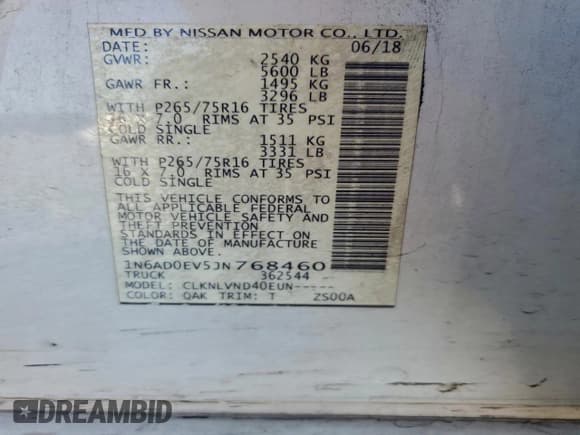 MFD BY NISSAN MOTOR CO., LTD.
DATE: 06/18
GVWR: 2540 KG
5600 LB
GAWR FR.: 1495 KG
3296 LB
WITH P265/75R16 TIRES
16 X 7.0 RIMS AT 35 PSI
COLD SINGLE
GAWR RR.: 1511 KG
3331 LB
WITH P265/75R16 TIRES
16 X 7.0 RIMS AT 35 PSI
COLD SINGLE
THIS VEHICLE CONFORMS TO
ALL APPLICABLE FEDERAL
MOTOR VEHICLE SAFETY AND
THEFT PREVENTION
STANDARDS IN EFFECT ON
THE DATE OF MANUFACTURE
SHOWN ABOVE.
1N6AD0EV5JN768460
TRUCK 362544
MODEL: CLKNLVND40EUN-----
COLOR: QAK TRIM: T ZS00A
DREAMBID